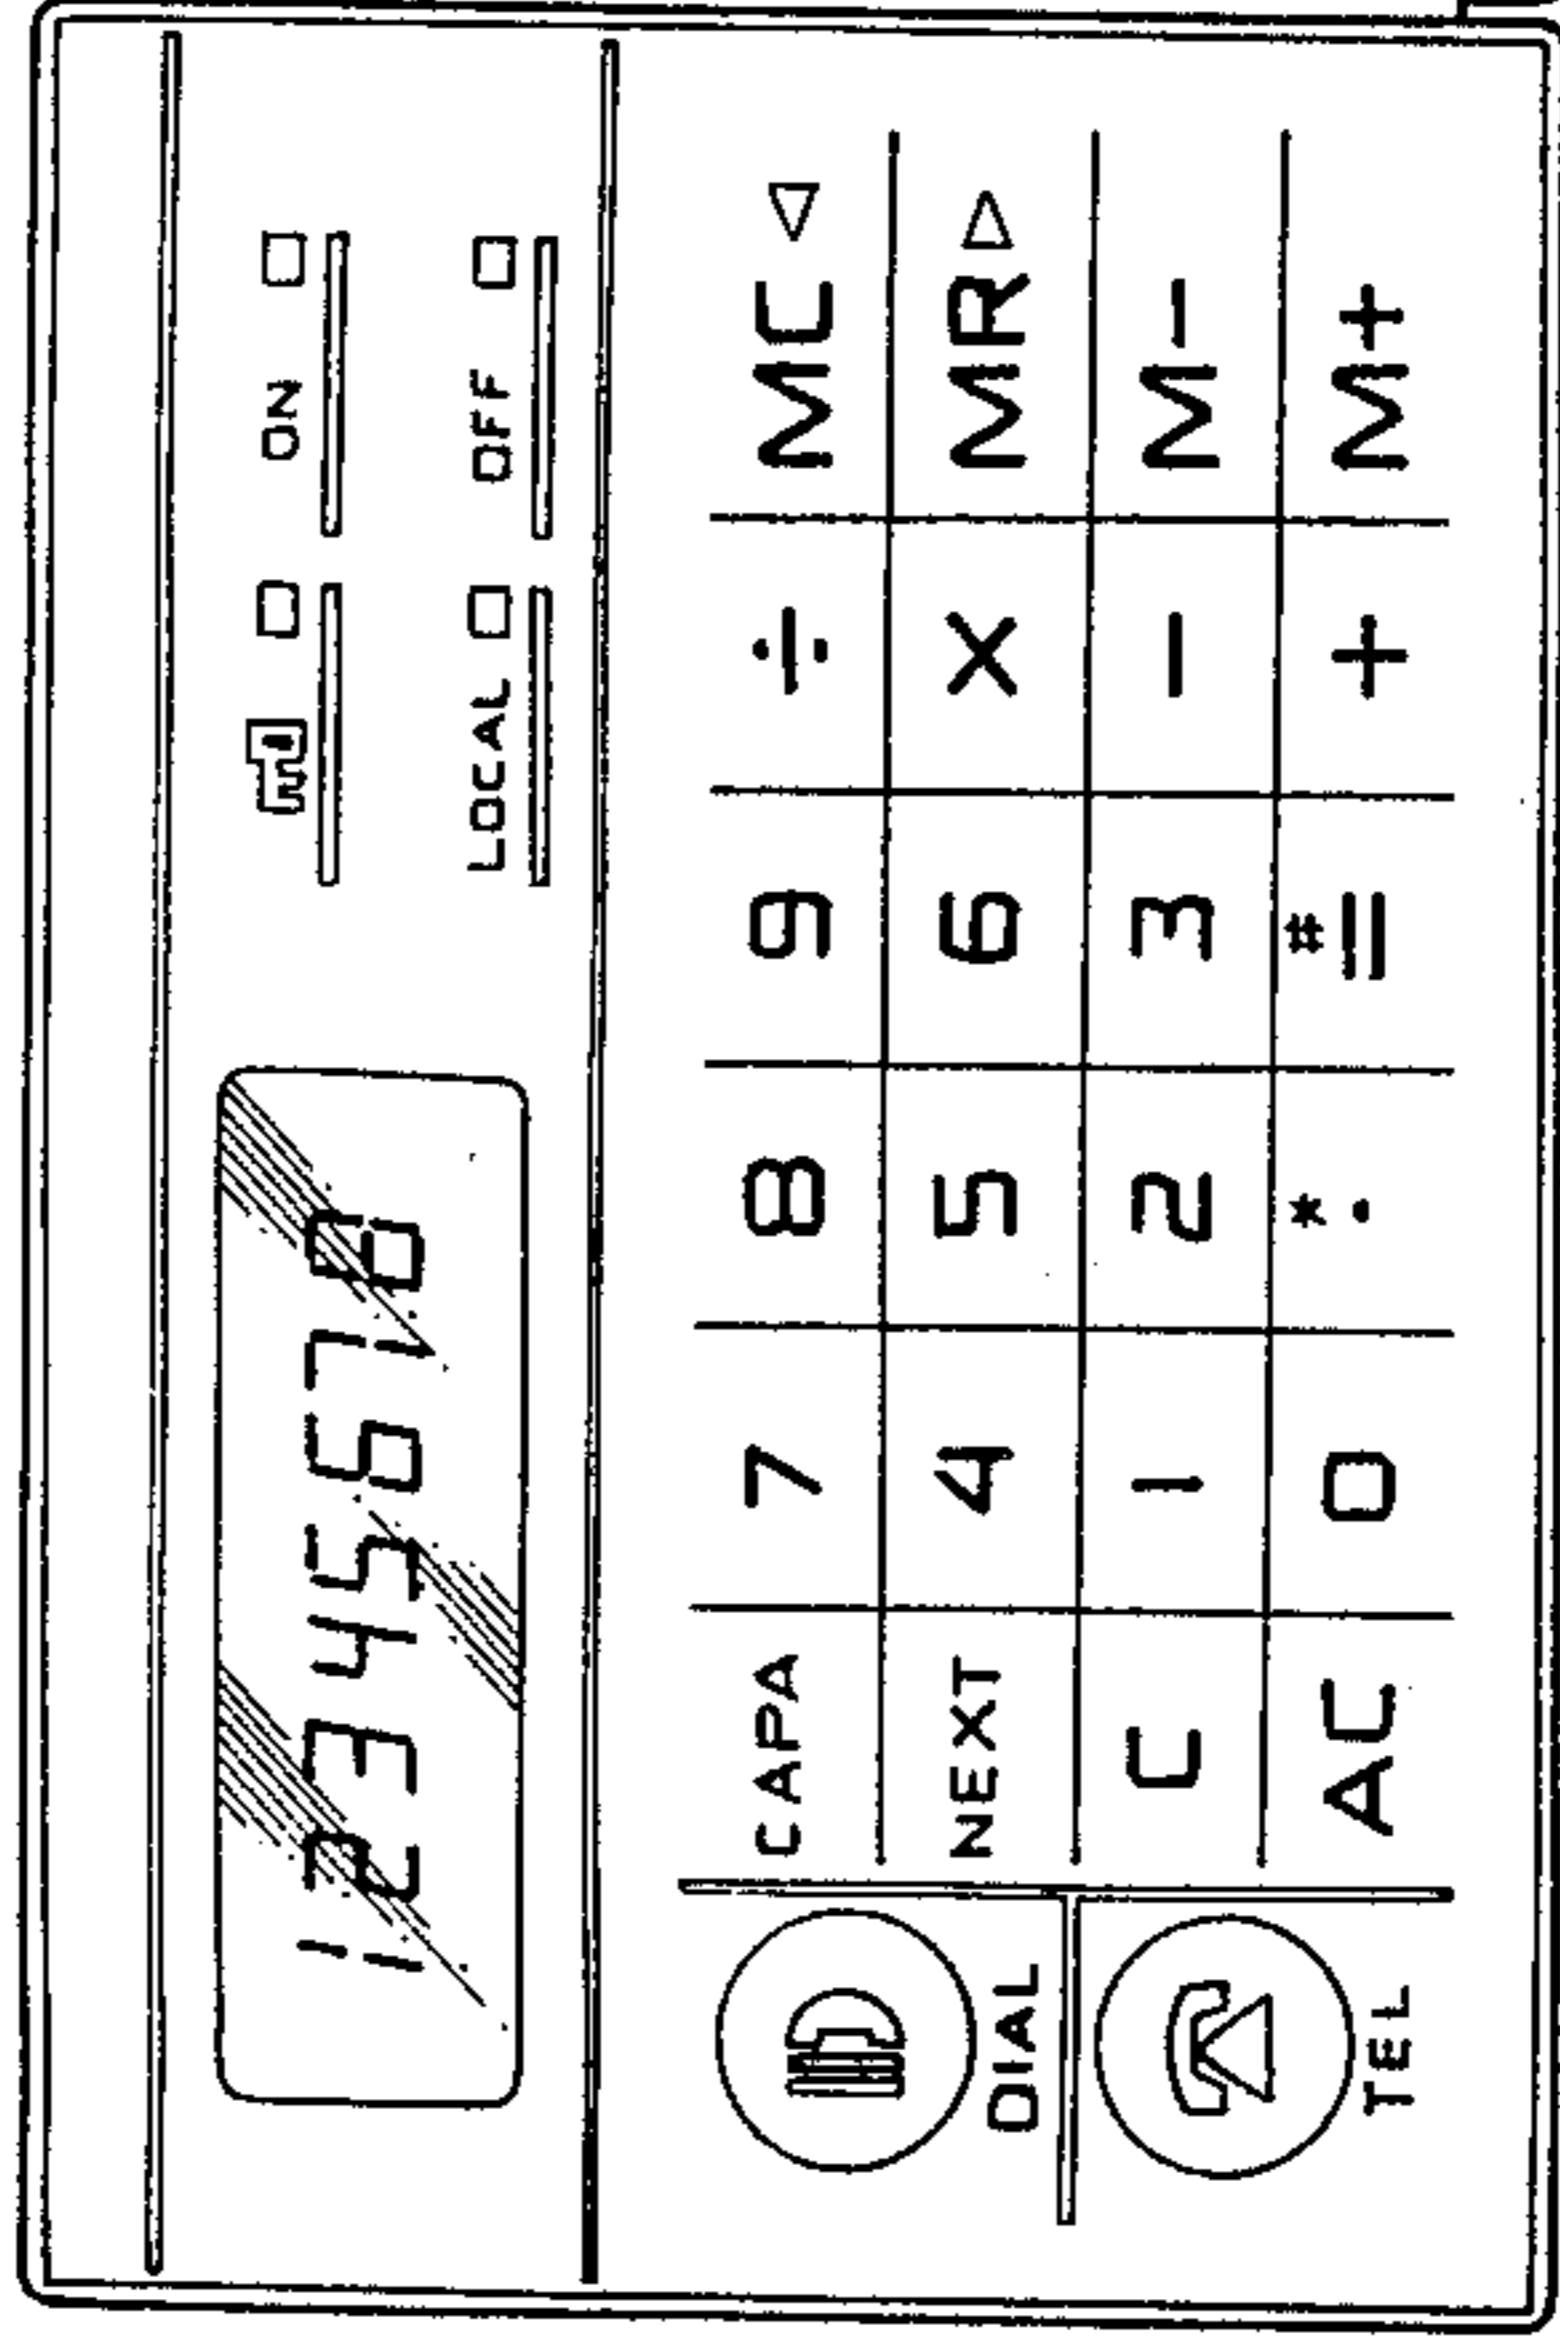 ON
12345678
LOCAL OFF
CAPA 7 8 9 ÷ MC ◁
NEXT 4 5 6 × MR ▷
DIAL
C 1 2 3 − M−
* #
AC 0 . = + M+
TEL